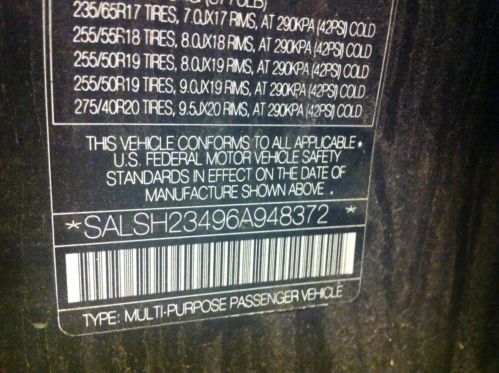 235/65R17 TIRES, 7.0JX17 RIMS, AT 290KPA (42PSI) COLD
255/55R18 TIRES, 8.0JX18 RIMS, AT 290KPA (42PSI) COLD
255/50R19 TIRES, 8.0JX19 RIMS, AT 290KPA (42PSI) COLD
255/50R19 TIRES, 9.0JX19 RIMS, AT 290KPA (42PSI) COLD
275/40R20 TIRES, 9.5JX20 RIMS, AT 290KPA (42PSI) COLD
THIS VEHICLE CONFORMS TO ALL APPLICABLE
U.S. FEDERAL MOTOR VEHICLE SAFETY
STANDARDS IN EFFECT ON THE DATE OF
MANUFACTURE SHOWN ABOVE .
*SALSH23496A948372 *
TYPE: MULTI-PURPOSE PASSENGER VEHICLE